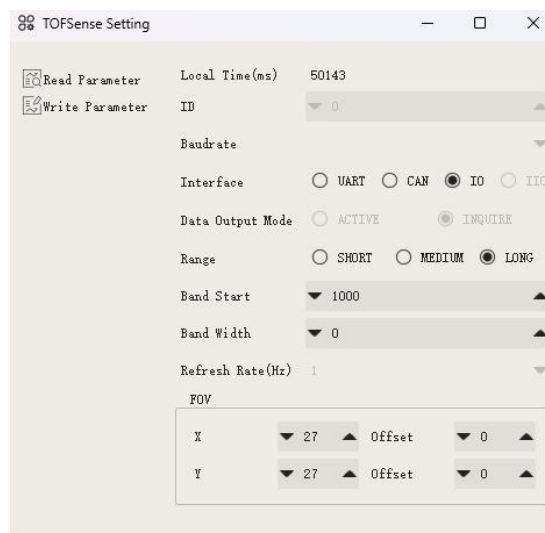 TOFSense Setting
Read Parameter
Write Parameter
Local Time(ms) 50143
ID 0
Baudrate
Interface UART CAN IO IIC
Data Output Mode ACTIVE INQUIRE
Range SHORT MEDIUM LONG
Band Start 1000
Band Width 0
Refresh Rate(Hz) 1
FOV
X 27 Offset 0
Y 27 Offset 0